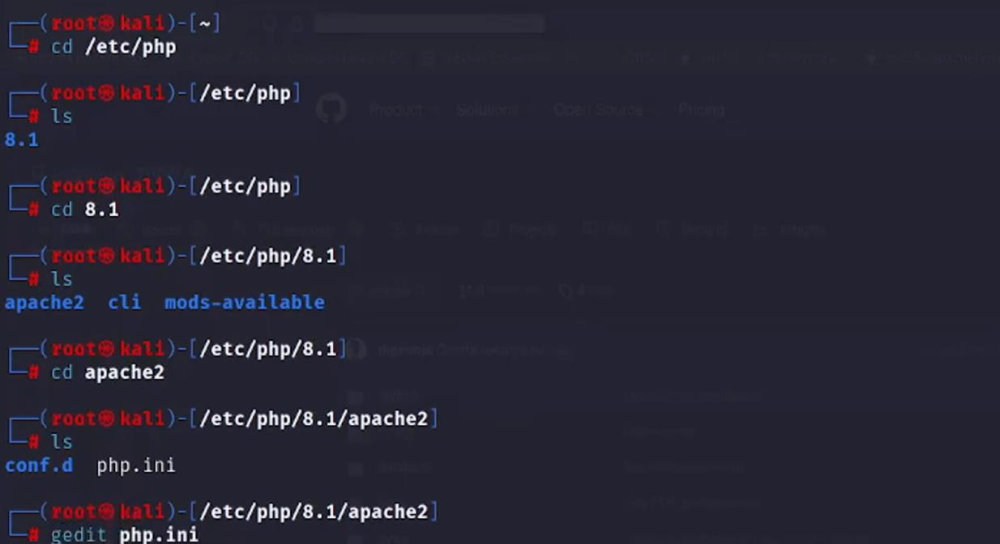 ┌──(root㉿kali)-[~]
└─# cd /etc/php
┌──(root㉿kali)-[/etc/php]
└─# ls
8.1
┌──(root㉿kali)-[/etc/php]
└─# cd 8.1
┌──(root㉿kali)-[/etc/php/8.1]
└─# ls
apache2 cli mods-available
┌──(root㉿kali)-[/etc/php/8.1]
└─# cd apache2
┌──(root㉿kali)-[/etc/php/8.1/apache2]
└─# ls
conf.d php.ini
┌──(root㉿kali)-[/etc/php/8.1/apache2]
└─# gedit php.ini
Product Solutions Open Source Pricing